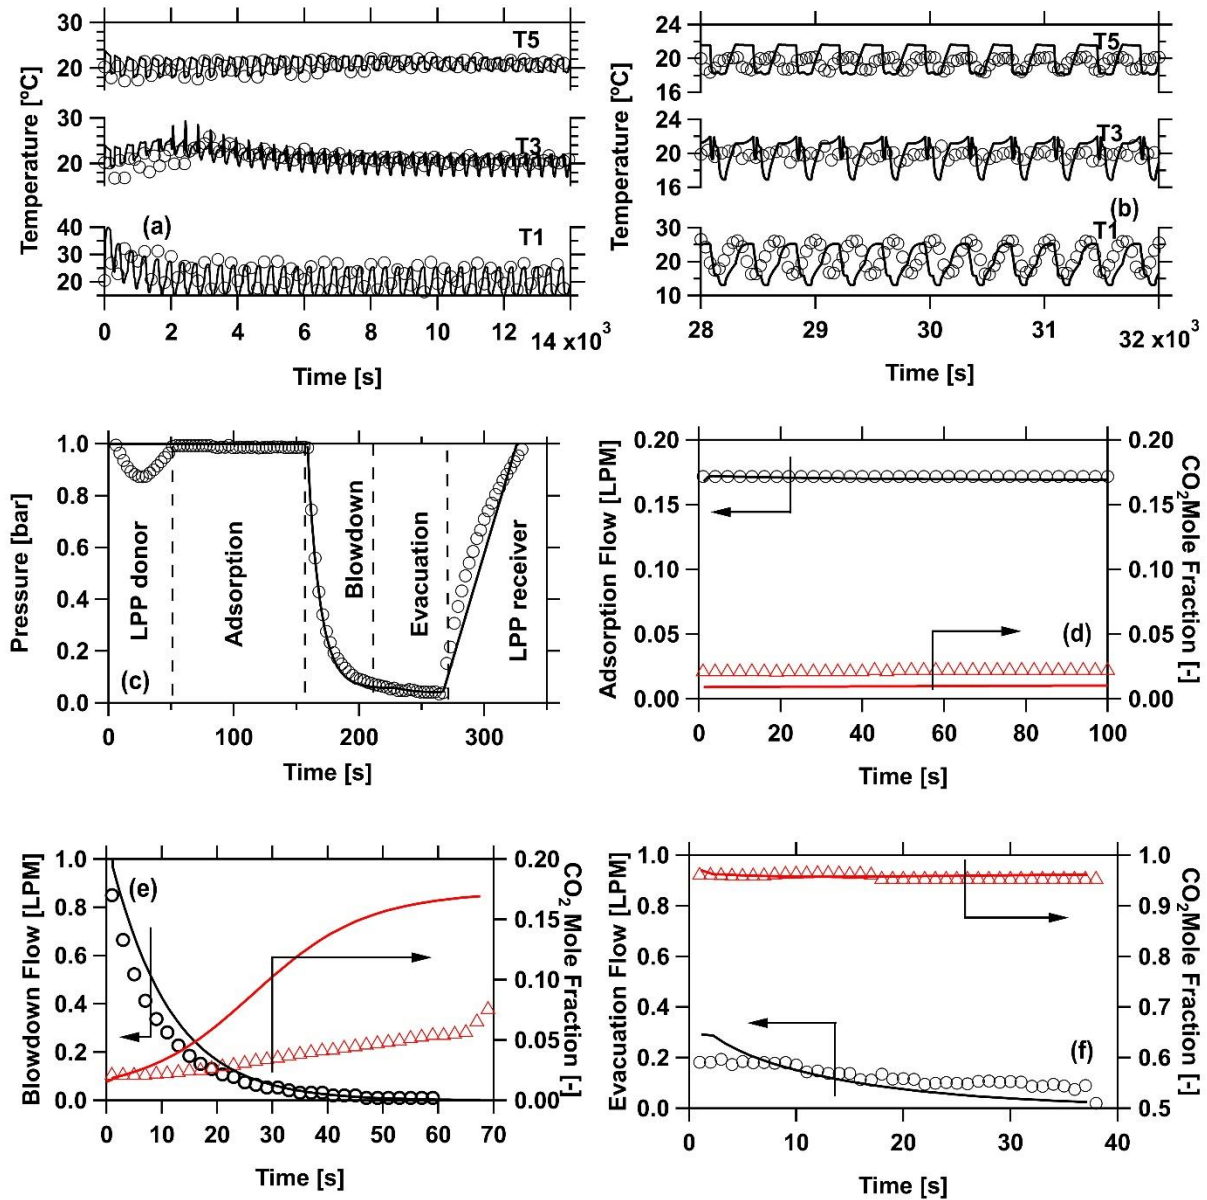 30
20
T5
30
20
T3
40
30
20
(a)
T1
Temperature [ºC]
0 2 4 6 8 10 12 14 x10³
Time [s]
24
20
16
T5
24
20
16
12
T3
30
20
10
(b)
T1
Temperature [ºC]
28 29 30 31 32 x10³
Time [s]
1.0
0.8
0.6
0.4
0.2
0.0
Pressure [bar]
LPP donor
Adsorption
Blowdown
Evacuation
LPP receiver
(c)
0 100 200 300
Time [s]
0.20
0.15
0.10
0.05
0.00
Adsorption Flow [LPM]
0.20
0.15
0.10
0.05
0.00
CO₂Mole Fraction [-]
(d)
0 20 40 60 80 100
Time [s]
1.0
0.8
0.6
0.4
0.2
0.0
Blowdown Flow [LPM]
(e)
0.20
0.15
0.10
0.05
0.00
CO₂ Mole Fraction [-]
0 10 20 30 40 50 60 70
Time [s]
1.0
0.8
0.6
0.4
0.2
0.0
Evacuation Flow [LPM]
1.0
0.9
0.8
0.7
0.6
0.5
CO₂Mole Fraction [-]
(f)
0 10 20 30 40
Time [s]